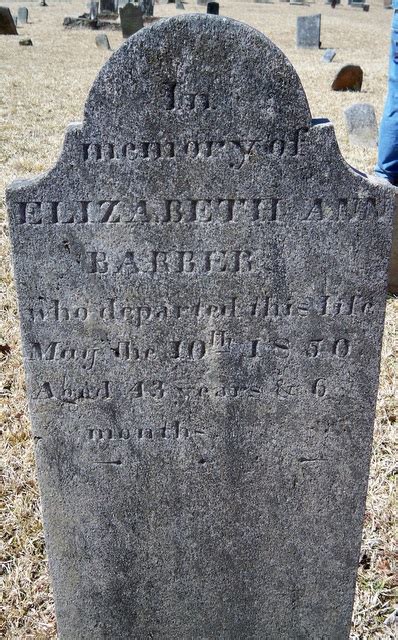 In
memory of
ELIZABETH ANN
BARBER
who departed this life
May the 10th 1850
Aged 43 years & 6
months